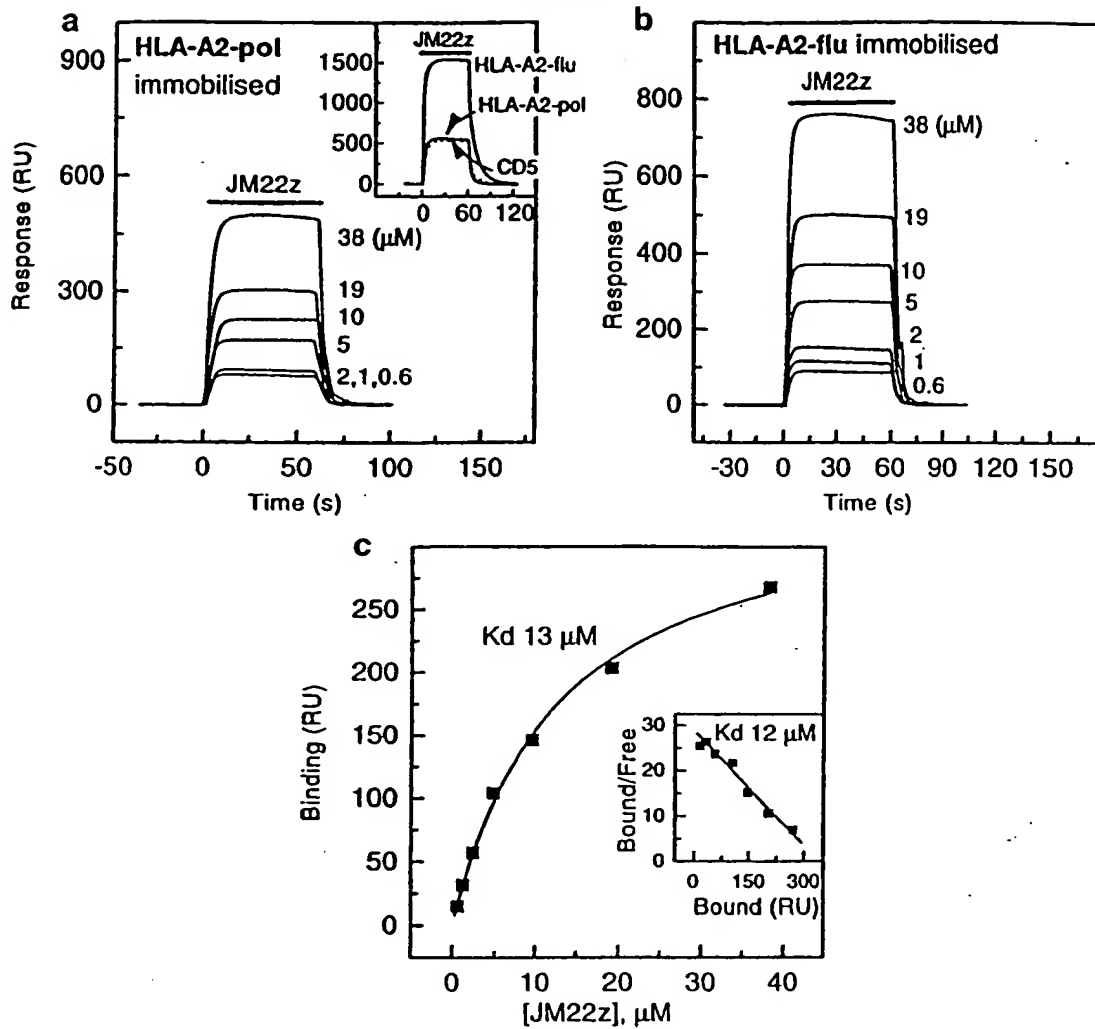 a
HLA-A2-pol
immobilised
Response (RU)
900
600
300
0
JM22z
38 (μM)
19
10
5
2,1,0.6
-50
0
50
100
150
Time (s)
JM22z
1500
1000
500
0
HLA-A2-flu
HLA-A2-pol
CD5
0
60
120
b
HLA-A2-flu immobilised
Response (RU)
800
600
400
200
0
JM22z
38 (μM)
19
10
5
2
1
0.6
-30
0
30
60
90
120
150
Time (s)
c
Binding (RU)
250
200
150
100
50
0
Kd 13 μM
0
10
20
30
40
[JM22z], μM
Bound/Free
30
20
10
0
Kd 12 μM
0
150
300
Bound (RU)